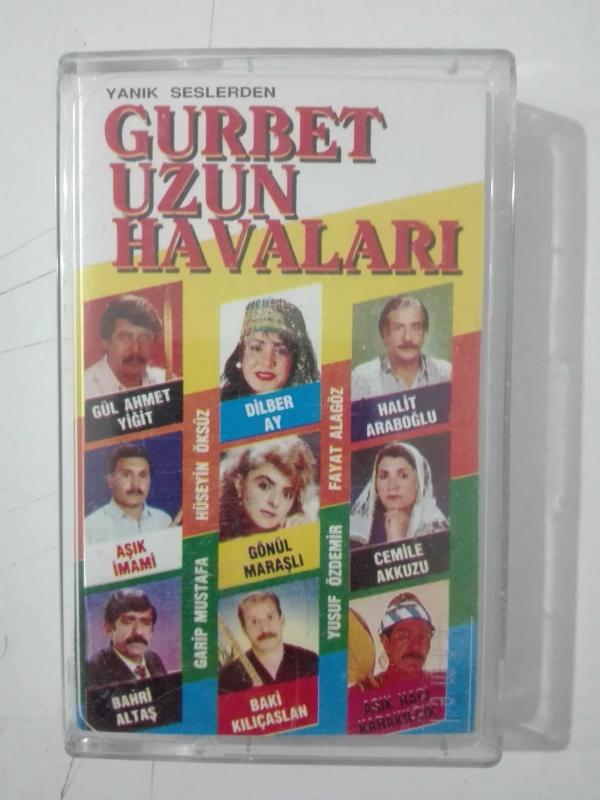 YANIK SESLERDEN
GURBET
UZUN
HAVALARI
GÜL AHMET
YİĞİT
DİLBER
AY
HALİT
ARABOĞLU
HÜSEYİN ÖKSÜZ
FAYAT ALAGÖZ
AŞIK
İMAMİ
GÖNÜL
MARAŞLI
CEMİLE
AKKUZU
GARİP MUSTAFA
YUSUF ÖZDEMİR
BAHRİ
ALTAŞ
BAKİ
KILIÇASLAN
AŞIK HACI
KARAKILÇIK